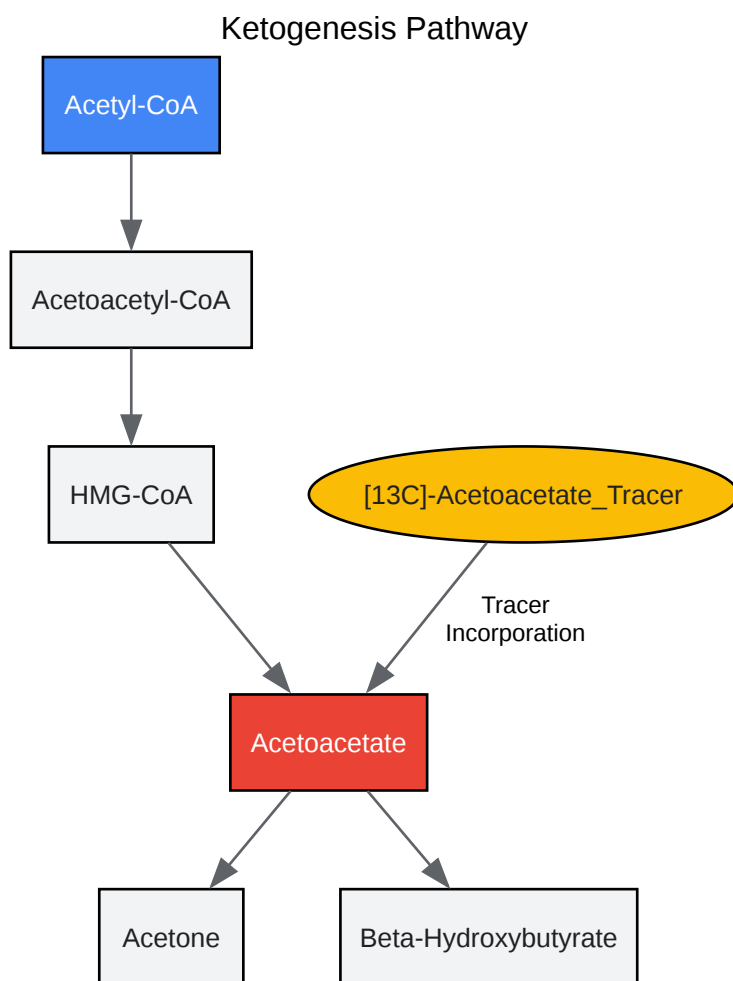 Ketogenesis Pathway
Acetyl-CoA
Acetoacetyl-CoA
HMG-CoA
[13C]-Acetoacetate_Tracer
Tracer
Incorporation
Acetoacetate
Acetone
Beta-Hydroxybutyrate